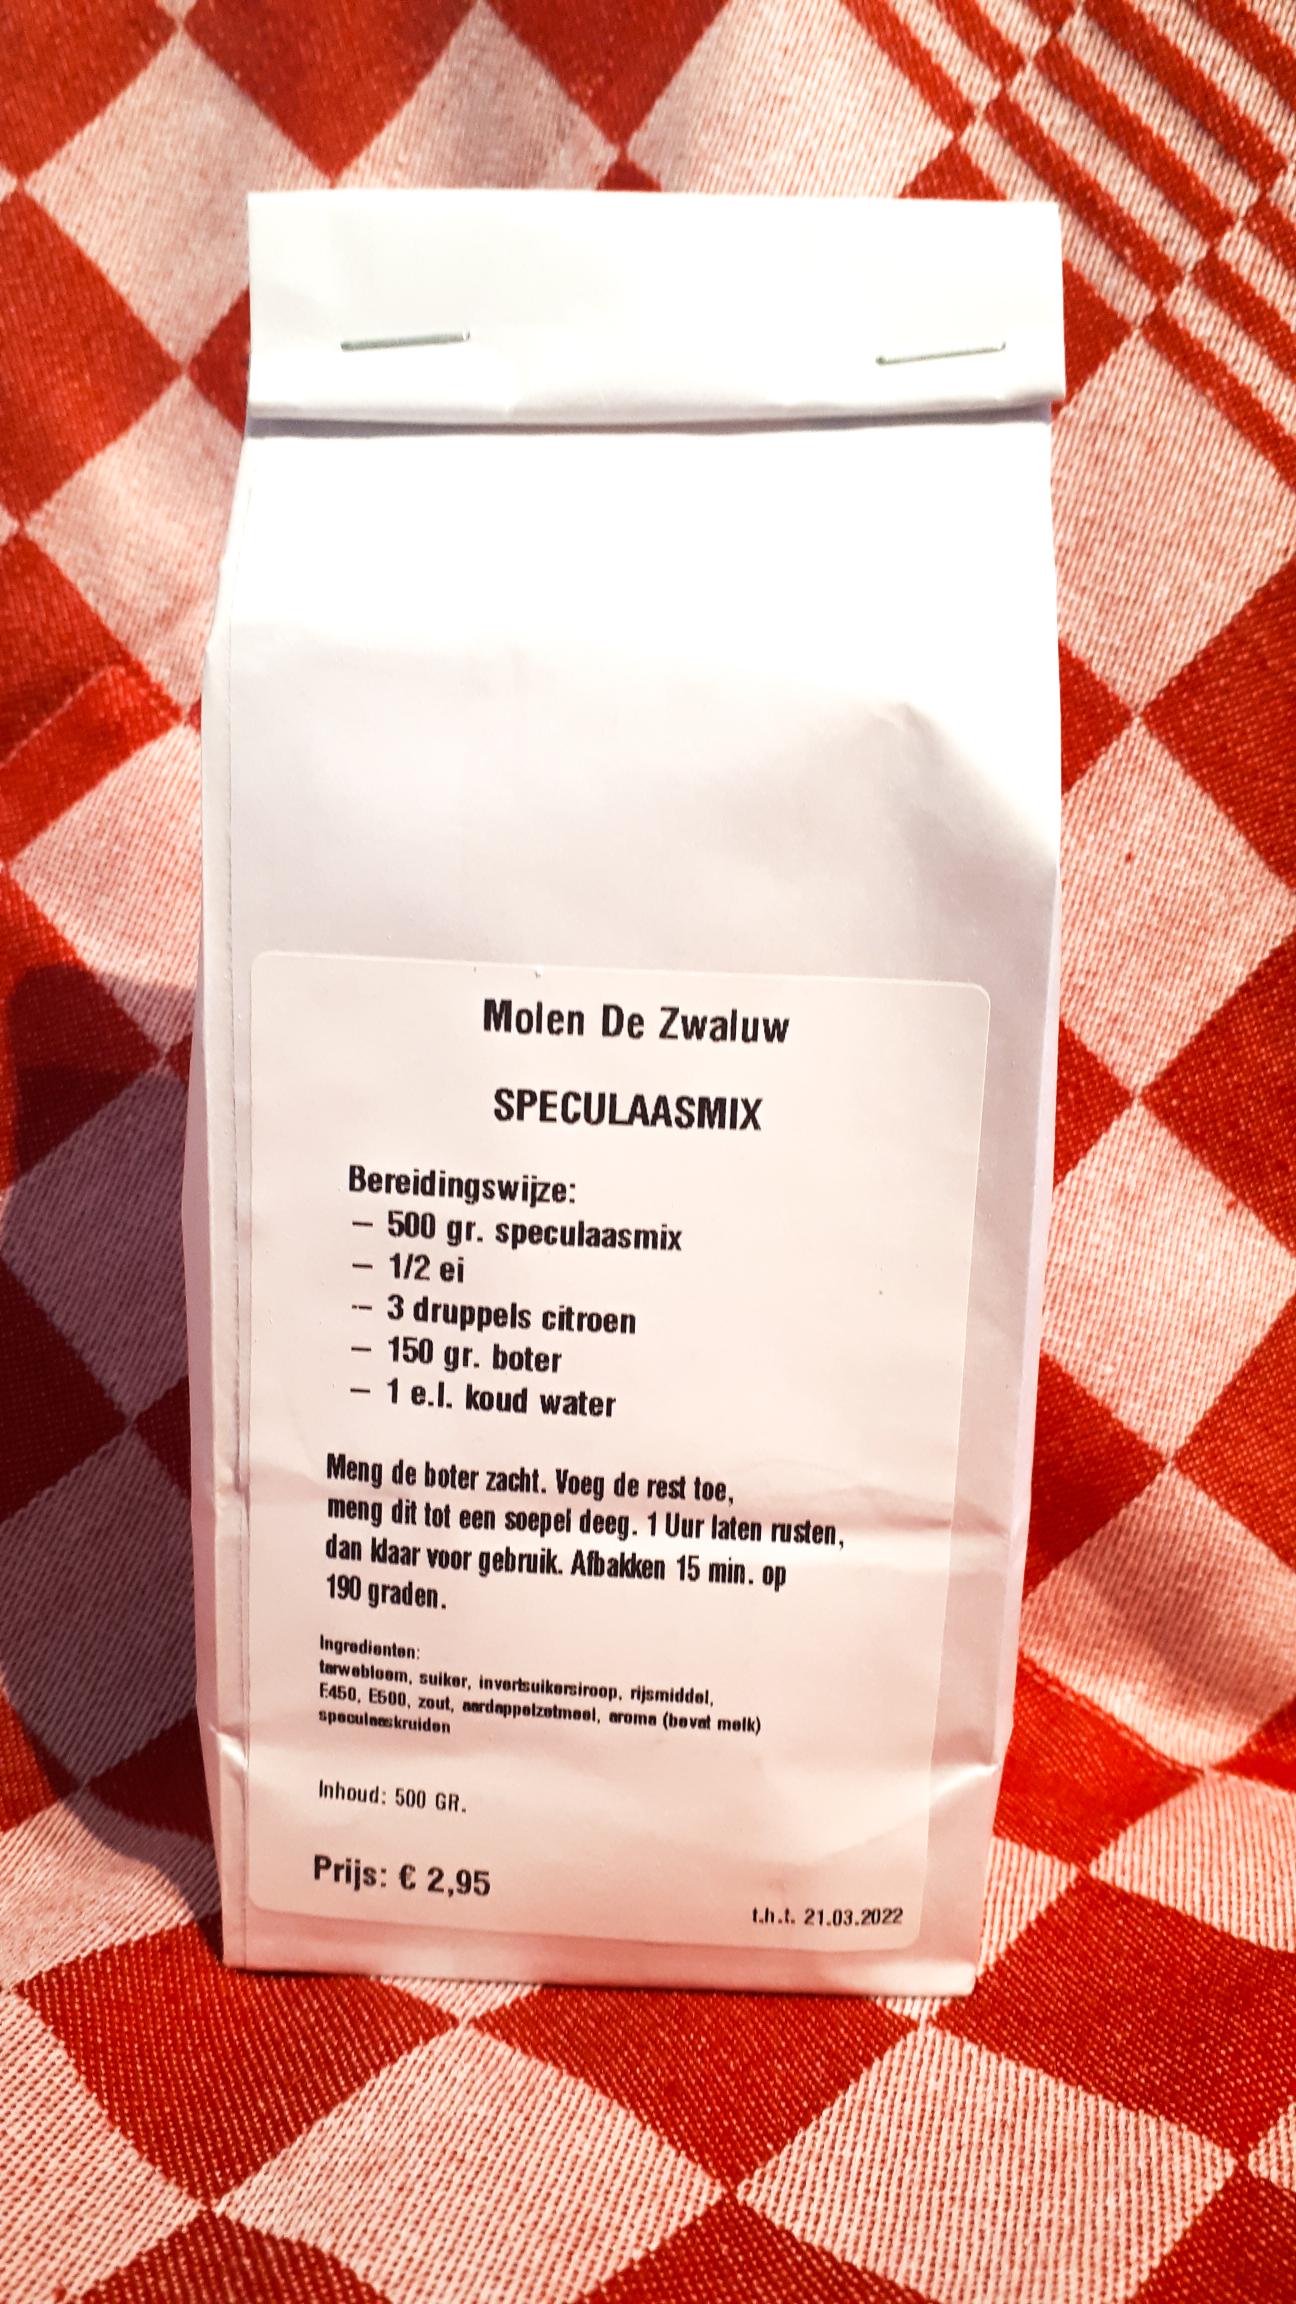 Molen De Zwaluw
SPECULAASMIX
Bereidingswijze:
– 500 gr. speculaasmix
– 1/2 ei
– 3 druppels citroen
– 150 gr. boter
– 1 e.l. koud water
Meng de boter zacht. Voeg de rest toe,
meng dit tot een soepel deeg. 1 Uur laten rusten,
dan klaar voor gebruik. Afbakken 15 min. op
190 graden.
Ingredienten:
tarwebloem, suiker, invertsuikersiroop, rijsmiddel,
E450, E500, zout, aardappelzetmeel, aroma (bevat melk)
speculaaskruiden
Inhoud: 500 GR.
Prijs: € 2,95
t.h.t. 21.03.2022